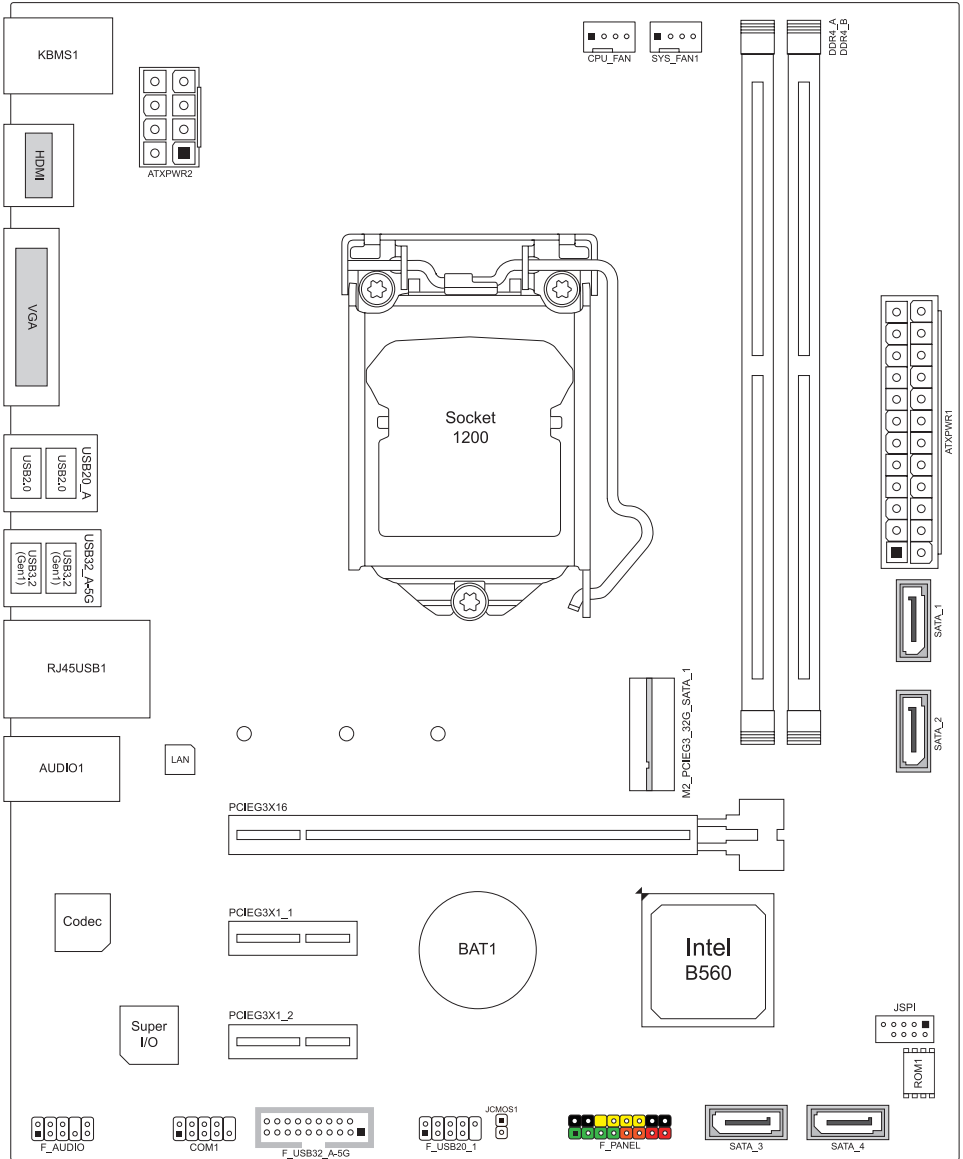 KBMS1
CPU_FAN
SYS_FAN1
DDR4_A
DDR4_B
HDMI
ATXPWR2
VGA
Socket
1200
ATXPWR1
USB2.0
USB2.0
USB20_A
USB3.2
(Gen1)
USB3.2
(Gen1)
USB32_A-5G
SATA_1
RJ45USB1
M2_PCIEG3_32G_SATA_1
SATA_2
AUDIO1
LAN
PCIEG3X16
Codec
PCIEG3X1_1
BAT1
Intel
B560
Super
I/O
PCIEG3X1_2
JSPI
ROM1
JCMOS1
F_AUDIO
COM1
F_USB32_A-5G
F_USB20_1
F_PANEL
SATA_3
SATA_4